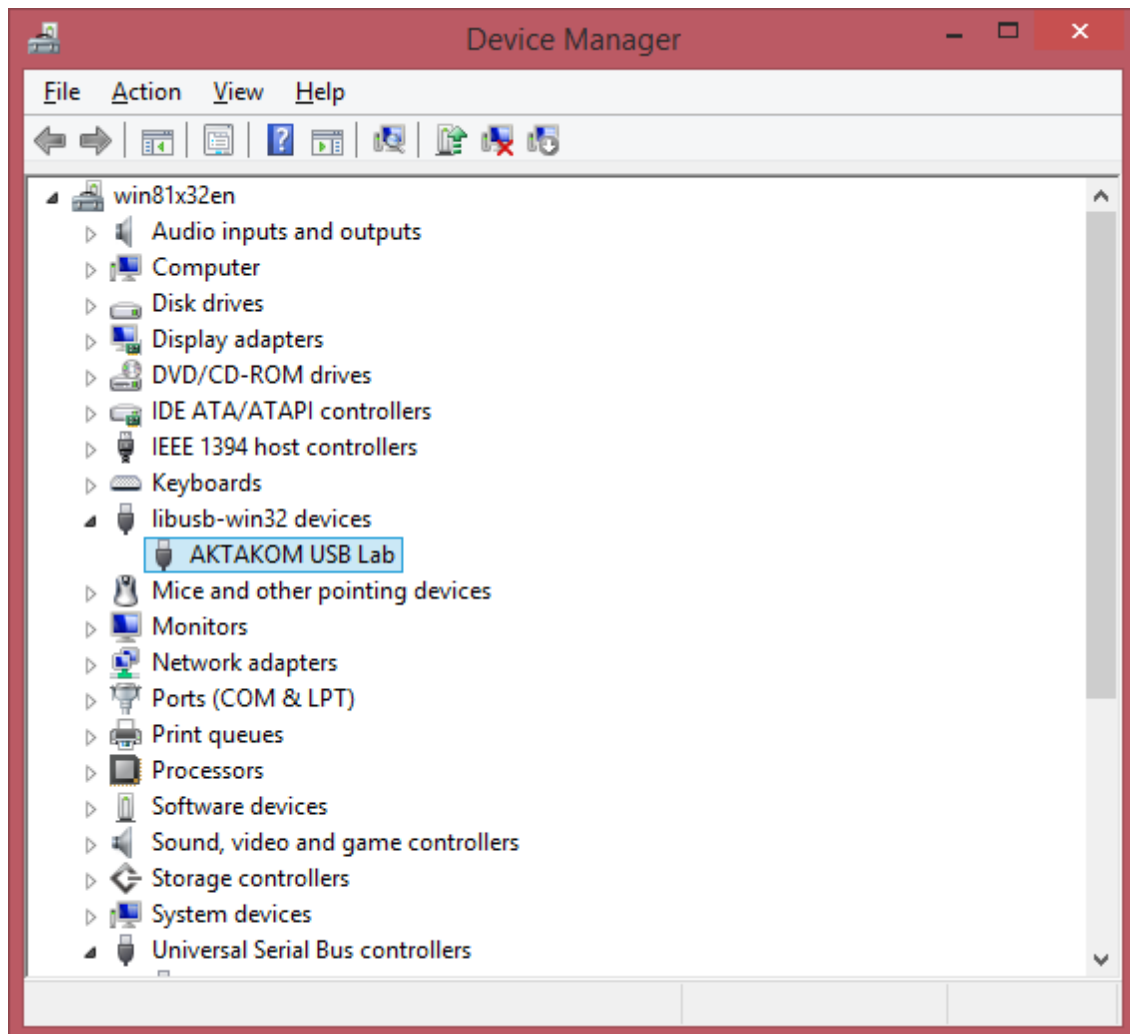 Device Manager
File Action View Help
win81x32en
Audio inputs and outputs
Computer
Disk drives
Display adapters
DVD/CD-ROM drives
IDE ATA/ATAPI controllers
IEEE 1394 host controllers
Keyboards
libusb-win32 devices
AKTAKOM USB Lab
Mice and other pointing devices
Monitors
Network adapters
Ports (COM & LPT)
Print queues
Processors
Software devices
Sound, video and game controllers
Storage controllers
System devices
Universal Serial Bus controllers